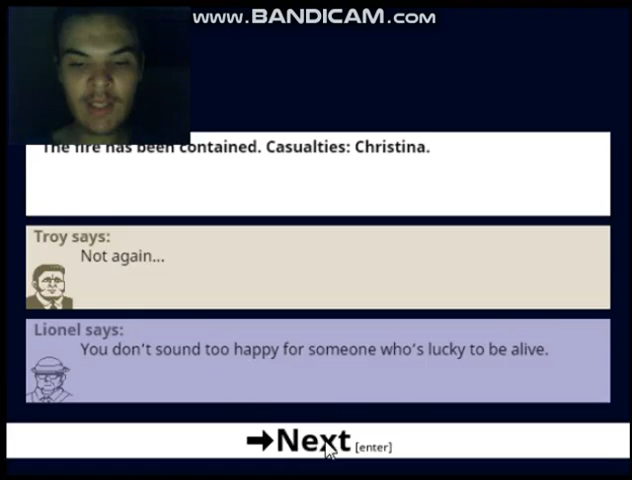 www.BANDICAM.com
The fire has been contained. Casualties: Christina.
Troy says:
Not again...
Lionel says:
You don't sound too happy for someone who's lucky to be alive.
➡Next [enter]